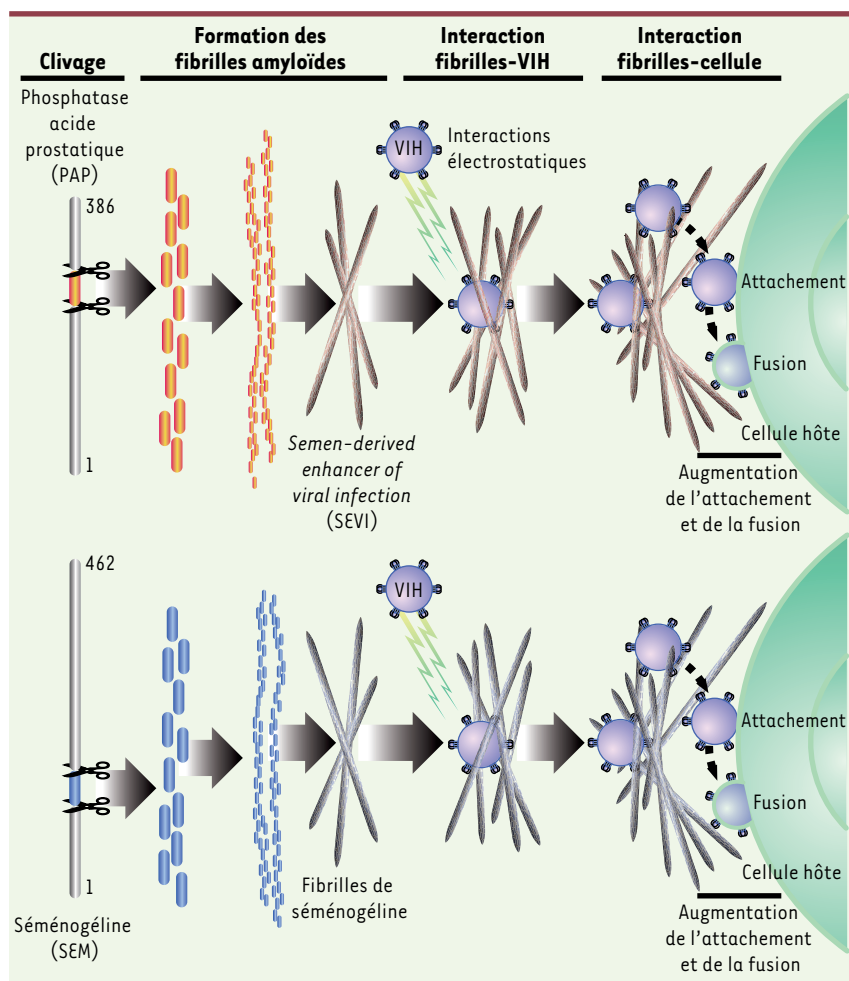 Clivage
Formation des
fibrilles amyloïdes
Interaction
fibrilles-VIH
Interaction
fibrilles-cellule
Phosphatase
acide
prostatique
(PAP)
386
1
VIH
Interactions
électrostatiques
Semen-derived
enhancer of
viral infection
(SEVI)
Attachement
Fusion
Cellule hôte
Augmentation
de l’attachement
et de la fusion
462
1
Séménogéline
(SEM)
VIH
Fibrilles de
séménogéline
Attachement
Fusion
Cellule hôte
Augmentation
de l’attachement
et de la fusion